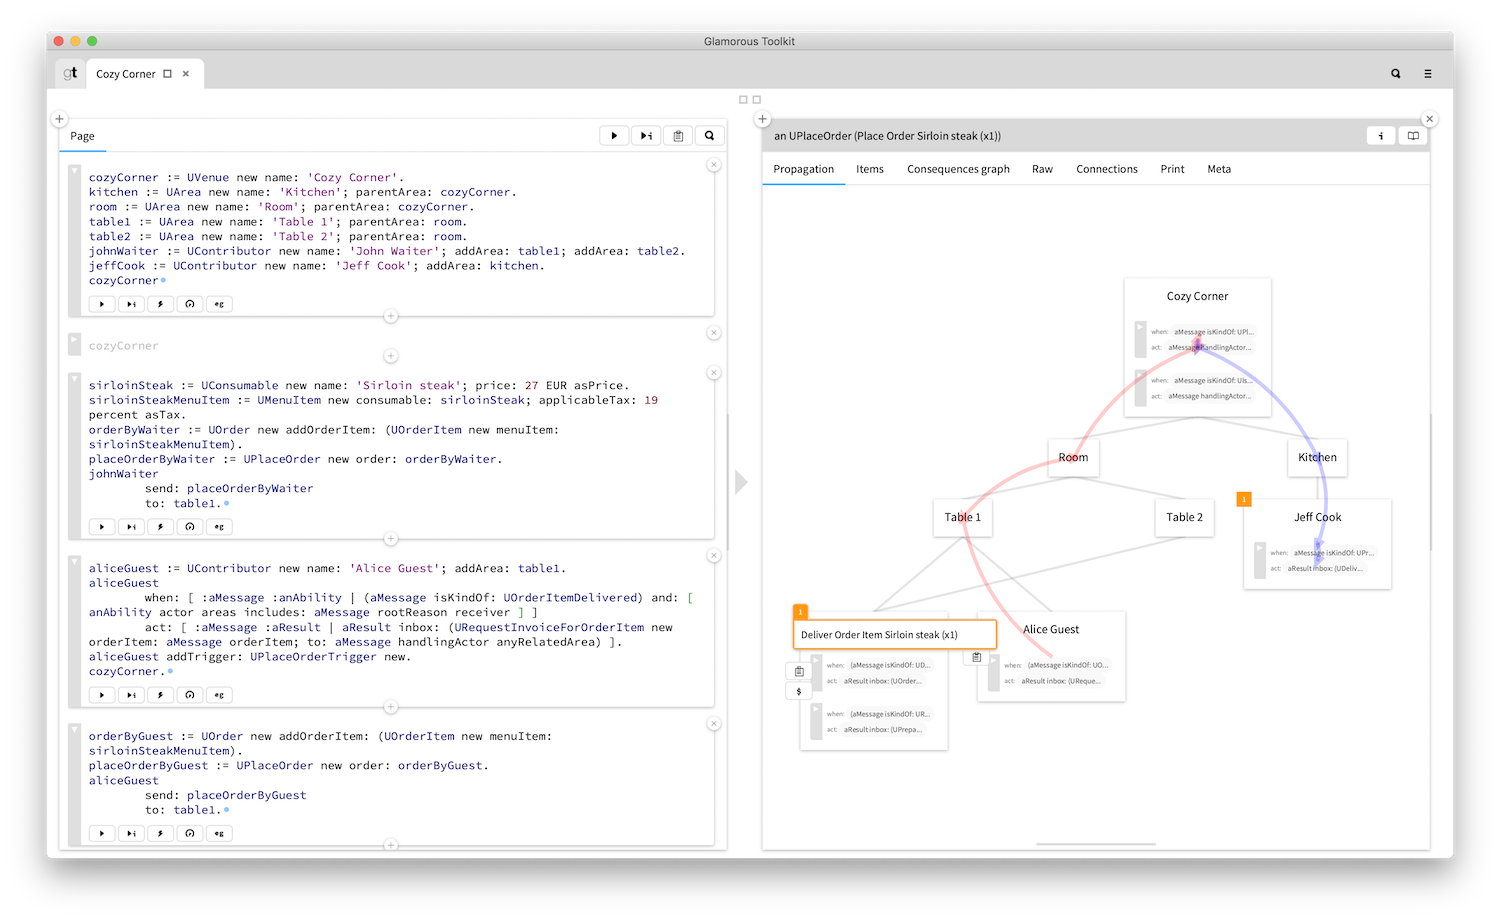 Glamorous Toolkit
gt
Cozy Corner
Page
cozyCorner := UVenue new name: 'Cozy Corner'.
kitchen := UArea new name: 'Kitchen'; parentArea: cozyCorner.
room := UArea new name: 'Room'; parentArea: cozyCorner.
table1 := UArea new name: 'Table 1'; parentArea: room.
table2 := UArea new name: 'Table 2'; parentArea: room.
johnWaiter := UContributor new name: 'John Waiter'; addArea: table1; addArea: table2.
jeffCook := UContributor new name: 'Jeff Cook'; addArea: kitchen.
cozyCorner
eg
cozyCorner
sirloinSteak := UConsumable new name: 'Sirloin steak'; price: 27 EUR asPrice.
sirloinSteakMenuItem := UMenuItem new consumable: sirloinSteak; applicableTax: 19
percent asTax.
orderByWaiter := UOrder new addOrderItem: (UOrderItem new menuItem:
sirloinSteakMenuItem).
placeOrderByWaiter := UPlaceOrder new order: orderByWaiter.
johnWaiter
send: placeOrderByWaiter
to: table1.
eg
aliceGuest := UContributor new name: 'Alice Guest'; addArea: table1.
aliceGuest
when: [ :aMessage :anAbility | (aMessage isKindOf: UOrderItemDelivered) and: [
anAbility actor areas includes: aMessage rootReason receiver ] ]
act: [ :aMessage :aResult | aResult inbox: (URequestInvoiceForOrderItem new
orderItem: aMessage orderItem; to: aMessage handlingActor anyRelatedArea) ].
aliceGuest addTrigger: UPlaceOrderTrigger new.
cozyCorner.
eg
orderByGuest := UOrder new addOrderItem: (UOrderItem new menuItem:
sirloinSteakMenuItem).
placeOrderByGuest := UPlaceOrder new order: orderByGuest.
aliceGuest
send: placeOrderByGuest
to: table1.
eg
an UPlaceOrder (Place Order Sirloin steak (x1))
i
Propagation Items Consequences graph Raw Connections Print Meta
Cozy Corner
when: aMessage isKindOf: UPl...
act: aMessage handlingActor...
when: aMessage isKindOf: UIs...
act: aMessage handlingActor...
Room
Kitchen
Table 1
Table 2
1
Jeff Cook
when: aMessage isKindOf: UPr...
act: aResult inbox: (UDeliv...
1
Deliver Order Item Sirloin steak (x1)
when: (aMessage isKindOf: UD...
act: aResult inbox: (UOrder...
$
when: (aMessage isKindOf: UR...
act: aResult inbox: (UPrepa...
Alice Guest
when: (aMessage isKindOf: UO...
act: aResult inbox: (UReque...